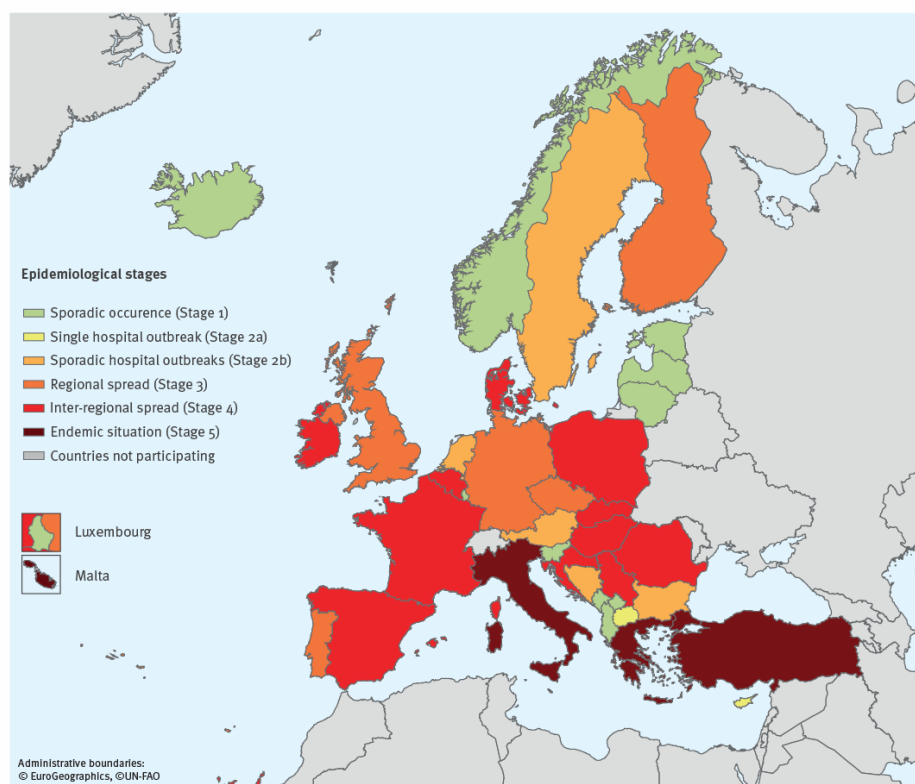 Epidemiological stages
Sporadic occurence (Stage 1)
Single hospital outbreak (Stage 2a)
Sporadic hospital outbreaks (Stage 2b)
Regional spread (Stage 3)
Inter-regional spread (Stage 4)
Endemic situation (Stage 5)
Countries not participating
Luxembourg
Malta
Administrative boundaries:
© EuroGeographics, ©UN-FAO